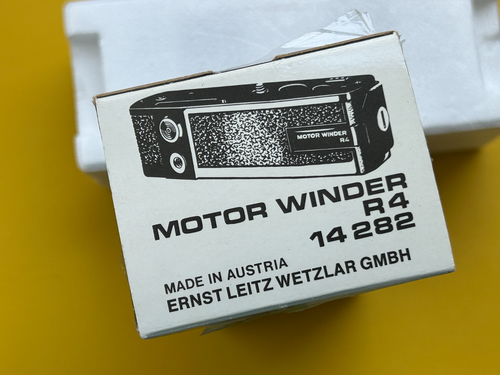 MOTOR WINDER
R4
MOTOR WINDER
R4
14 282
MADE IN AUSTRIA
ERNST LEITZ WETZLAR GMBH